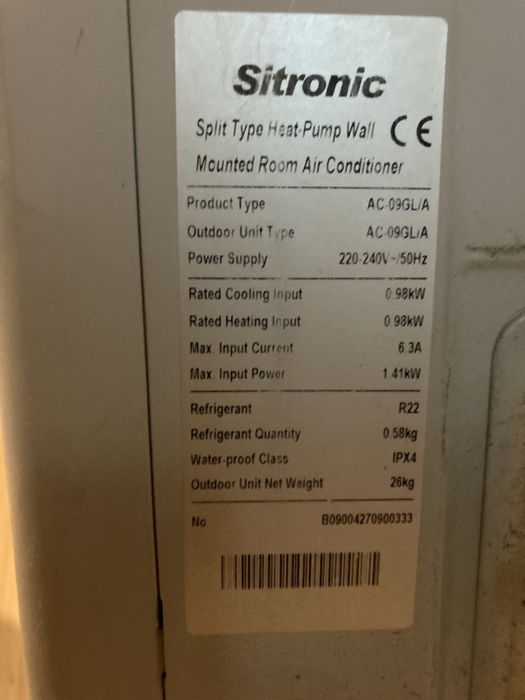 Sitronic
Split Type Heat-Pump Wall CE
Mounted Room Air Conditioner
Product Type AC-09GL/A
Outdoor Unit Type AC-09GL/A
Power Supply 220-240V~/50Hz
Rated Cooling Input 0.98kW
Rated Heating Input 0.98kW
Max. Input Current 6.3A
Max. Input Power 1.41kW
Refrigerant R22
Refrigerant Quantity 0.58kg
Water-proof Class IPX4
Outdoor Unit Net Weight 26kg
No. B09004270900333